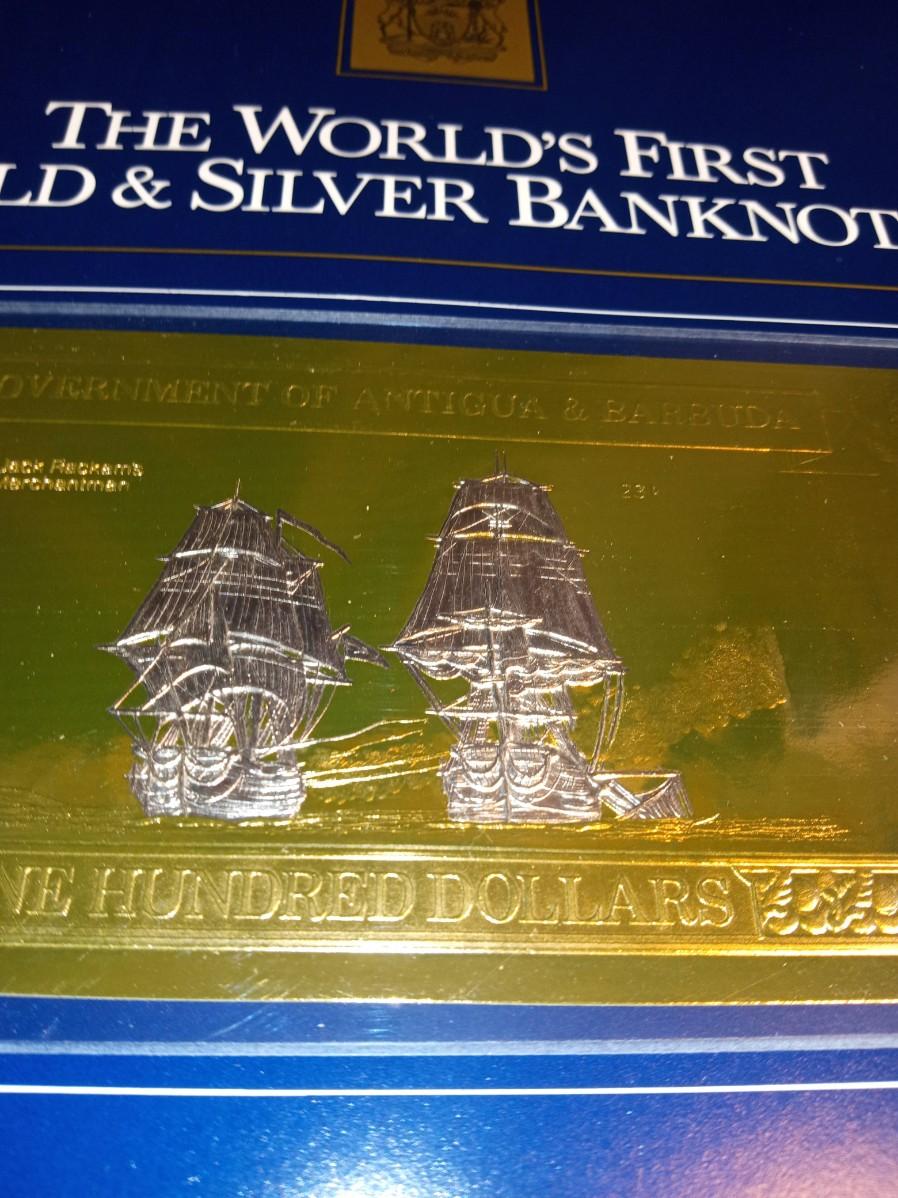 THE WORLD'S FIRST
LD & SILVER BANKNOT
OVERNMENT OF ANTIGUA & BARBUDA
Jack Rackam's
Merchantman
NE HUNDRED DOLLARS